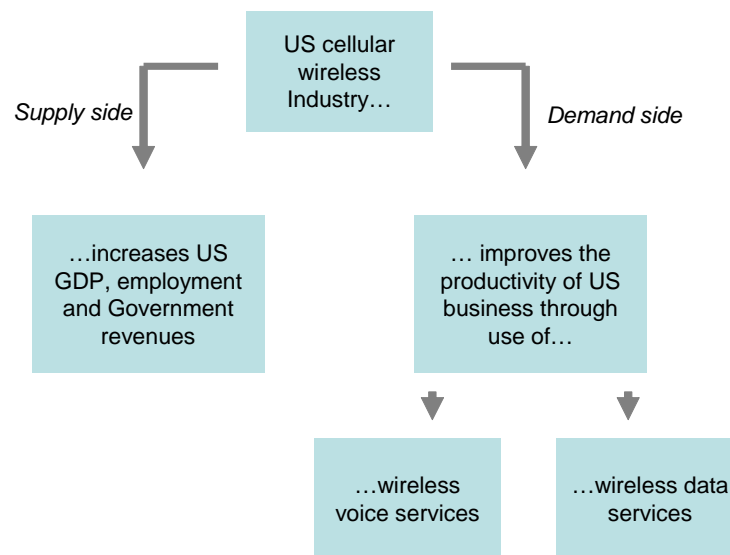 US cellular
wireless
Industry…
Supply side
Demand side
…increases US
GDP, employment
and Government
revenues
… improves the
productivity of US
business through
use of…
…wireless
voice services
…wireless data
services